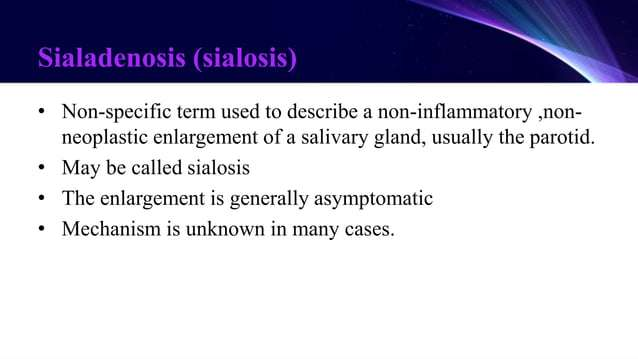 Sialadenosis (sialosis)
• Non-specific term used to describe a non-inflammatory ,non-
neoplastic enlargement of a salivary gland, usually the parotid.
• May be called sialosis
• The enlargement is generally asymptomatic
• Mechanism is unknown in many cases.